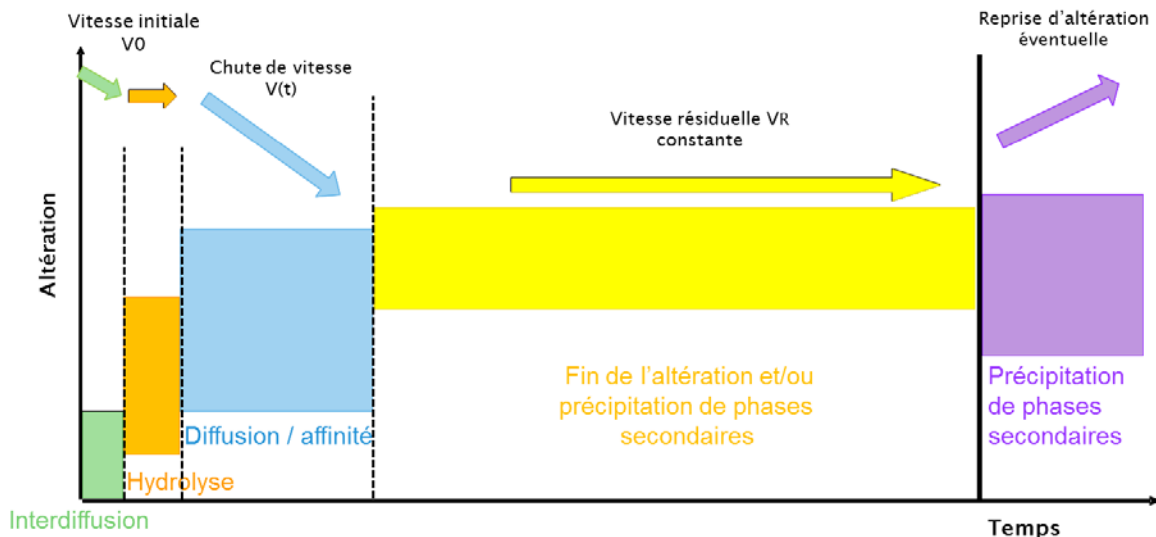 Vitesse initiale
V0
Chute de vitesse
V(t)
Vitesse résiduelle VR
constante
Reprise d'altération
éventuelle
Altération
Fin de l'altération et/ou
précipitation de phases
secondaires
Précipitation
de phases
secondaires
Diffusion / affinité
Hydrolyse
Interdiffusion
Temps